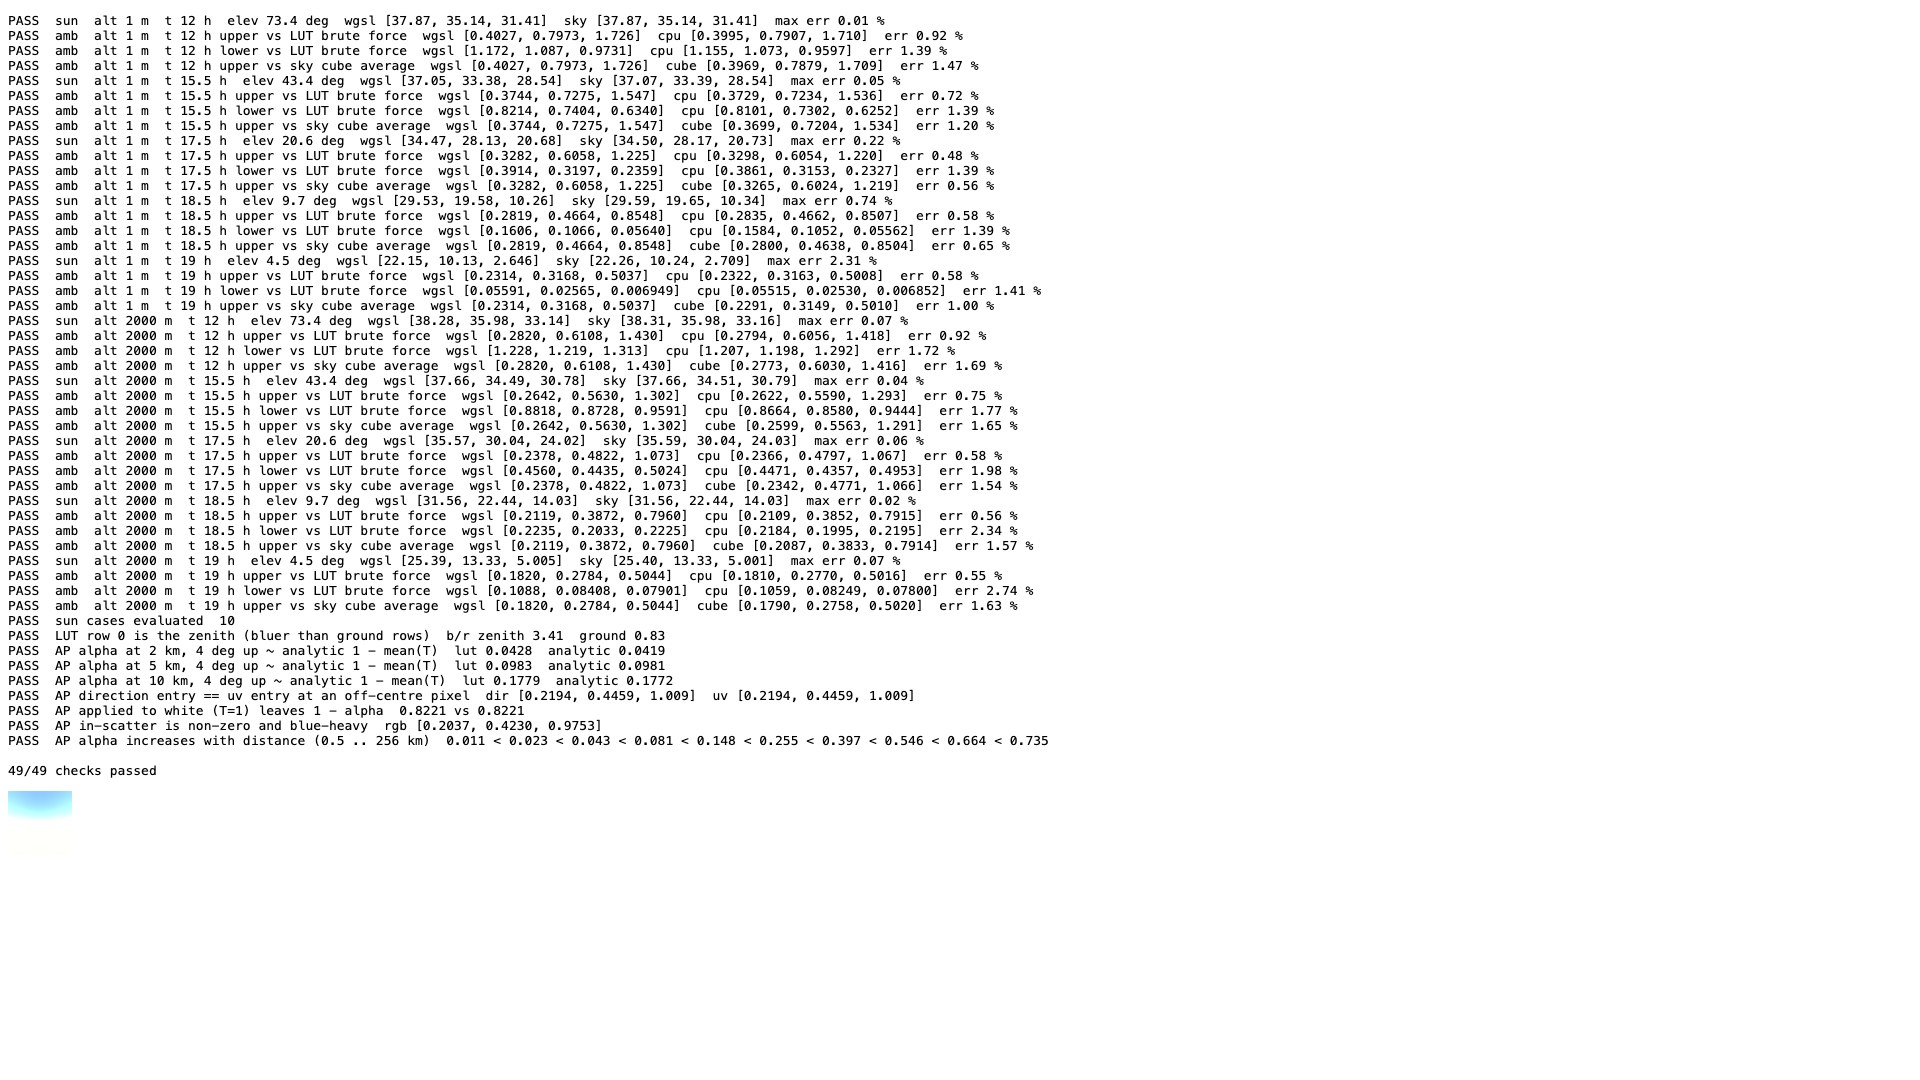 PASS  sun  alt 1 m  t 12 h  elev 73.4 deg  wgsl [37.87, 35.14, 31.41]  sky [37.87, 35.14, 31.41]  max err 0.01 %
PASS  amb  alt 1 m  t 12 h upper vs LUT brute force  wgsl [0.4027, 0.7973, 1.726]  cpu [0.3995, 0.7907, 1.710]  err 0.92 %
PASS  amb  alt 1 m  t 12 h lower vs LUT brute force  wgsl [1.172, 1.087, 0.9731]  cpu [1.155, 1.073, 0.9597]  err 1.39 %
PASS  amb  alt 1 m  t 12 h upper vs sky cube average  wgsl [0.4027, 0.7973, 1.726]  cube [0.3969, 0.7879, 1.709]  err 1.47 %
PASS  sun  alt 1 m  t 15.5 h  elev 43.4 deg  wgsl [37.05, 33.38, 28.54]  sky [37.07, 33.39, 28.54]  max err 0.05 %
PASS  amb  alt 1 m  t 15.5 h upper vs LUT brute force  wgsl [0.3744, 0.7275, 1.547]  cpu [0.3729, 0.7234, 1.536]  err 0.72 %
PASS  amb  alt 1 m  t 15.5 h lower vs LUT brute force  wgsl [0.8214, 0.7404, 0.6340]  cpu [0.8101, 0.7302, 0.6252]  err 1.39 %
PASS  amb  alt 1 m  t 15.5 h upper vs sky cube average  wgsl [0.3744, 0.7275, 1.547]  cube [0.3699, 0.7204, 1.534]  err 1.20 %
PASS  sun  alt 1 m  t 17.5 h  elev 20.6 deg  wgsl [34.47, 28.13, 20.68]  sky [34.50, 28.17, 20.73]  max err 0.22 %
PASS  amb  alt 1 m  t 17.5 h upper vs LUT brute force  wgsl [0.3282, 0.6058, 1.225]  cpu [0.3298, 0.6054, 1.220]  err 0.48 %
PASS  amb  alt 1 m  t 17.5 h lower vs LUT brute force  wgsl [0.3914, 0.3197, 0.2359]  cpu [0.3861, 0.3153, 0.2327]  err 1.39 %
PASS  amb  alt 1 m  t 17.5 h upper vs sky cube average  wgsl [0.3282, 0.6058, 1.225]  cube [0.3265, 0.6024, 1.219]  err 0.56 %
PASS  sun  alt 1 m  t 18.5 h  elev 9.7 deg  wgsl [29.53, 19.58, 10.26]  sky [29.59, 19.65, 10.34]  max err 0.74 %
PASS  amb  alt 1 m  t 18.5 h upper vs LUT brute force  wgsl [0.2819, 0.4664, 0.8548]  cpu [0.2835, 0.4662, 0.8507]  err 0.58 %
PASS  amb  alt 1 m  t 18.5 h lower vs LUT brute force  wgsl [0.1606, 0.1066, 0.05640]  cpu [0.1584, 0.1052, 0.05562]  err 1.39 %
PASS  amb  alt 1 m  t 18.5 h upper vs sky cube average  wgsl [0.2819, 0.4664, 0.8548]  cube [0.2800, 0.4638, 0.8504]  err 0.65 %
PASS  sun  alt 1 m  t 19 h  elev 4.5 deg  wgsl [22.15, 10.13, 2.646]  sky [22.26, 10.24, 2.709]  max err 2.31 %
PASS  amb  alt 1 m  t 19 h upper vs LUT brute force  wgsl [0.2314, 0.3168, 0.5037]  cpu [0.2322, 0.3163, 0.5008]  err 0.58 %
PASS  amb  alt 1 m  t 19 h lower vs LUT brute force  wgsl [0.05591, 0.02565, 0.006949]  cpu [0.05515, 0.02530, 0.006852]  err 1.41 %
PASS  amb  alt 1 m  t 19 h upper vs sky cube average  wgsl [0.2314, 0.3168, 0.5037]  cube [0.2291, 0.3149, 0.5010]  err 1.00 %
PASS  sun  alt 2000 m  t 12 h  elev 73.4 deg  wgsl [38.28, 35.98, 33.14]  sky [38.31, 35.98, 33.16]  max err 0.07 %
PASS  amb  alt 2000 m  t 12 h upper vs LUT brute force  wgsl [0.2820, 0.6108, 1.430]  cpu [0.2794, 0.6056, 1.418]  err 0.92 %
PASS  amb  alt 2000 m  t 12 h lower vs LUT brute force  wgsl [1.228, 1.219, 1.313]  cpu [1.207, 1.198, 1.292]  err 1.72 %
PASS  amb  alt 2000 m  t 12 h upper vs sky cube average  wgsl [0.2820, 0.6108, 1.430]  cube [0.2773, 0.6030, 1.416]  err 1.69 %
PASS  sun  alt 2000 m  t 15.5 h  elev 43.4 deg  wgsl [37.66, 34.49, 30.78]  sky [37.66, 34.51, 30.79]  max err 0.04 %
PASS  amb  alt 2000 m  t 15.5 h upper vs LUT brute force  wgsl [0.2642, 0.5630, 1.302]  cpu [0.2622, 0.5590, 1.293]  err 0.75 %
PASS  amb  alt 2000 m  t 15.5 h lower vs LUT brute force  wgsl [0.8818, 0.8728, 0.9591]  cpu [0.8664, 0.8580, 0.9444]  err 1.77 %
PASS  amb  alt 2000 m  t 15.5 h upper vs sky cube average  wgsl [0.2642, 0.5630, 1.302]  cube [0.2599, 0.5563, 1.291]  err 1.65 %
PASS  sun  alt 2000 m  t 17.5 h  elev 20.6 deg  wgsl [35.57, 30.04, 24.02]  sky [35.59, 30.04, 24.03]  max err 0.06 %
PASS  amb  alt 2000 m  t 17.5 h upper vs LUT brute force  wgsl [0.2378, 0.4822, 1.073]  cpu [0.2366, 0.4797, 1.067]  err 0.58 %
PASS  amb  alt 2000 m  t 17.5 h lower vs LUT brute force  wgsl [0.4560, 0.4435, 0.5024]  cpu [0.4471, 0.4357, 0.4953]  err 1.98 %
PASS  amb  alt 2000 m  t 17.5 h upper vs sky cube average  wgsl [0.2378, 0.4822, 1.073]  cube [0.2342, 0.4771, 1.066]  err 1.54 %
PASS  sun  alt 2000 m  t 18.5 h  elev 9.7 deg  wgsl [31.56, 22.44, 14.03]  sky [31.56, 22.44, 14.03]  max err 0.02 %
PASS  amb  alt 2000 m  t 18.5 h upper vs LUT brute force  wgsl [0.2119, 0.3872, 0.7960]  cpu [0.2109, 0.3852, 0.7915]  err 0.56 %
PASS  amb  alt 2000 m  t 18.5 h lower vs LUT brute force  wgsl [0.2235, 0.2033, 0.2225]  cpu [0.2184, 0.1995, 0.2195]  err 2.34 %
PASS  amb  alt 2000 m  t 18.5 h upper vs sky cube average  wgsl [0.2119, 0.3872, 0.7960]  cube [0.2087, 0.3833, 0.7914]  err 1.57 %
PASS  sun  alt 2000 m  t 19 h  elev 4.5 deg  wgsl [25.39, 13.33, 5.005]  sky [25.40, 13.33, 5.001]  max err 0.07 %
PASS  amb  alt 2000 m  t 19 h upper vs LUT brute force  wgsl [0.1820, 0.2784, 0.5044]  cpu [0.1810, 0.2770, 0.5016]  err 0.55 %
PASS  amb  alt 2000 m  t 19 h lower vs LUT brute force  wgsl [0.1088, 0.08408, 0.07901]  cpu [0.1059, 0.08249, 0.07800]  err 2.74 %
PASS  amb  alt 2000 m  t 19 h upper vs sky cube average  wgsl [0.1820, 0.2784, 0.5044]  cube [0.1790, 0.2758, 0.5020]  err 1.63 %
PASS  sun cases evaluated  10
PASS  LUT row 0 is the zenith (bluer than ground rows)  b/r zenith 3.41  ground 0.83
PASS  AP alpha at 2 km, 4 deg up ~ analytic 1 − mean(T)  lut 0.0428  analytic 0.0419
PASS  AP alpha at 5 km, 4 deg up ~ analytic 1 − mean(T)  lut 0.0983  analytic 0.0981
PASS  AP alpha at 10 km, 4 deg up ~ analytic 1 − mean(T)  lut 0.1779  analytic 0.1772
PASS  AP direction entry == uv entry at an off−centre pixel  dir [0.2194, 0.4459, 1.009]  uv [0.2194, 0.4459, 1.009]
PASS  AP applied to white (T=1) leaves 1 − alpha  0.8221 vs 0.8221
PASS  AP in−scatter is non−zero and blue−heavy  rgb [0.2037, 0.4230, 0.9753]
PASS  AP alpha increases with distance (0.5 .. 256 km)  0.011 < 0.023 < 0.043 < 0.081 < 0.148 < 0.255 < 0.397 < 0.546 < 0.664 < 0.735
49/49 checks passed